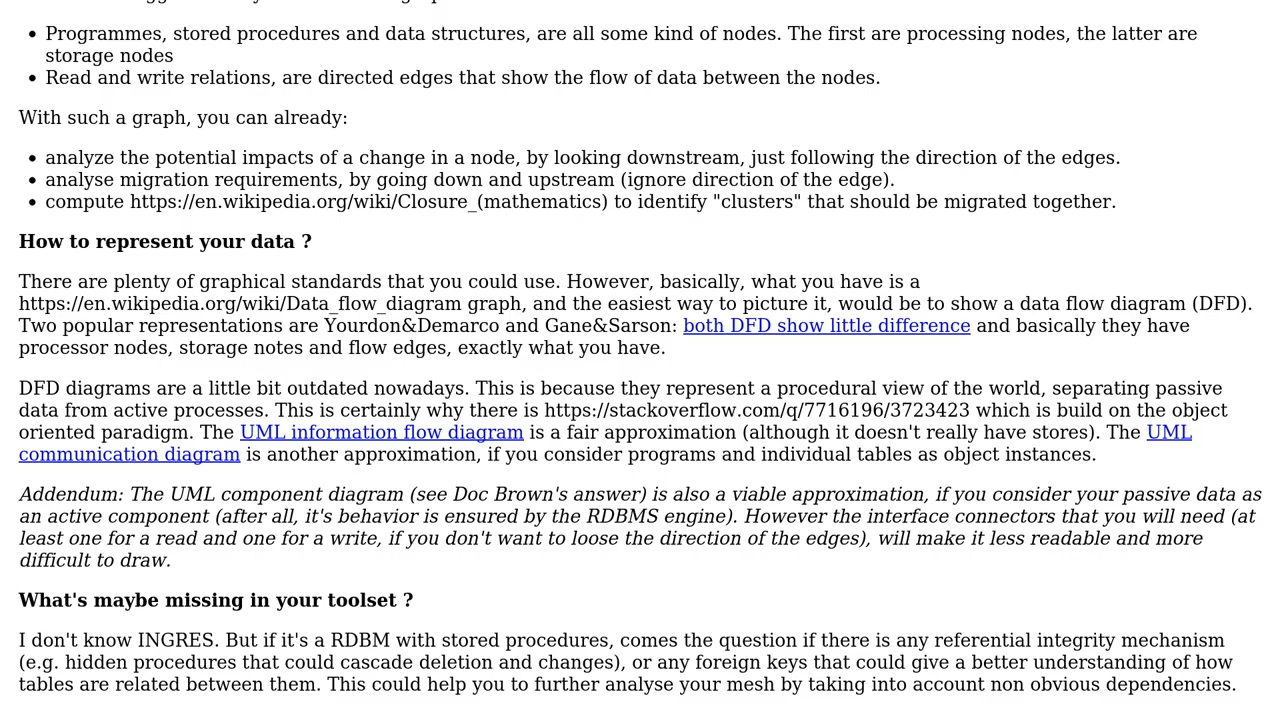 Programmes, stored procedures and data structures, are all some kind of nodes. The first are processing nodes, the latter are
storage nodes
Read and write relations, are directed edges that show the flow of data between the nodes.
With such a graph, you can already:
analyze the potential impacts of a change in a node, by looking downstream, just following the direction of the edges.
analyse migration requirements, by going down and upstream (ignore direction of the edge).
compute https://en.wikipedia.org/wiki/Closure_(mathematics) to identify "clusters" that should be migrated together.
How to represent your data ?
There are plenty of graphical standards that you could use. However, basically, what you have is a
https://en.wikipedia.org/wiki/Data_flow_diagram graph, and the easiest way to picture it, would be to show a data flow diagram (DFD).
Two popular representations are Yourdon&Demarco and Gane&Sarson: both DFD show little difference and basically they have
processor nodes, storage notes and flow edges, exactly what you have.
DFD diagrams are a little bit outdated nowadays. This is because they represent a procedural view of the world, separating passive
data from active processes. This is certainly why there is https://stackoverflow.com/q/7716196/3723423 which is build on the object
oriented paradigm. The UML information flow diagram is a fair approximation (although it doesn't really have stores). The UML
communication diagram is another approximation, if you consider programs and individual tables as object instances.
Addendum: The UML component diagram (see Doc Brown's answer) is also a viable approximation, if you consider your passive data as
an active component (after all, it's behavior is ensured by the RDBMS engine). However the interface connectors that you will need (at
least one for a read and one for a write, if you don't want to loose the direction of the edges), will make it less readable and more
difficult to draw.
What's maybe missing in your toolset ?
I don't know INGRES. But if it's a RDBM with stored procedures, comes the question if there is any referential integrity mechanism
(e.g. hidden procedures that could cascade deletion and changes), or any foreign keys that could give a better understanding of how
tables are related between them. This could help you to further analyse your mesh by taking into account non obvious dependencies.